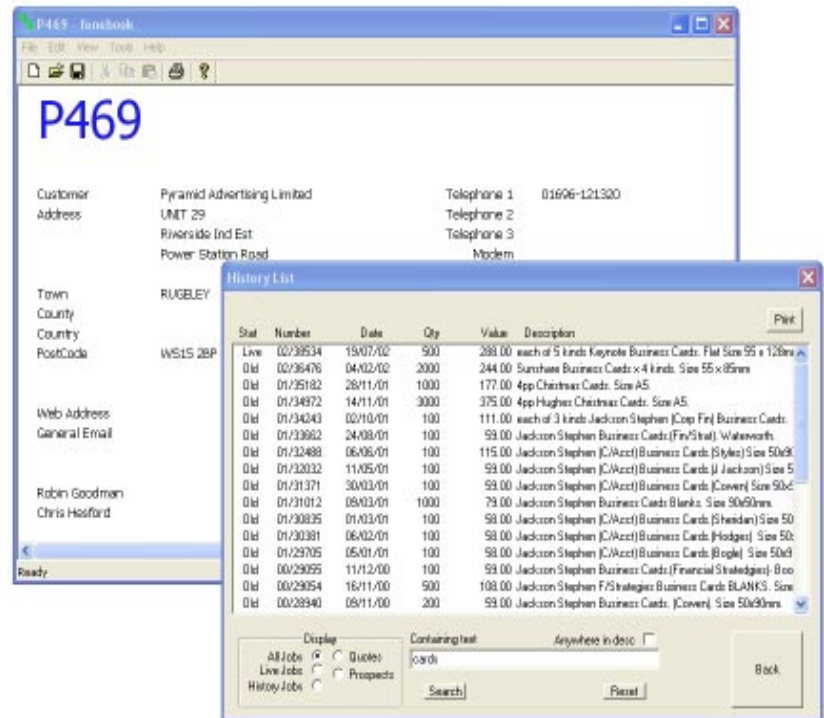 P469 - fonebook
File Edit View Tools Help
P469
Customer Pyramid Advertising Limited Telephone 1 01696-121320
Address UNIT 29 Telephone 2
Riverside Ind Est Telephone 3
Power Station Road Modem
Town RUGELEY
County
Country
PostCode WS15 2BP
Web Address
General Email
Robin Goodman
Chris Hesford
Ready
History List
Print
Stat Number Date Qty Value Description
Live 02/38534 19/07/02 500 288.00 each of 5 kinds Keynote Business Cards. Flat Size 55 x 128m
Old 02/36476 04/02/02 2000 244.00 Sunshare Business Cards x 4 kinds. Size 55 x 85mm
Old 01/35182 28/11/01 1000 177.00 4pp Christmas Cards. Size A5.
Old 01/34972 14/11/01 3000 375.00 4pp Hughes Christmas Cards. Size A5.
Old 01/34243 02/10/01 100 111.00 each of 3 kinds Jackson Stephen (Corp Fin) Business Cards.
Old 01/33662 24/08/01 100 59.00 Jackson Stephen Business Cards.(Fin/Strat). Waterworth.
Old 01/32488 06/06/01 100 115.00 Jackson Stephen (C/Acct)Business Cards.(Styles) Size 50x9
Old 01/32032 11/05/01 100 59.00 Jackson Stephen (C/Acct)Business Cards.(J Jackson) Size 5
Old 01/31371 30/03/01 100 59.00 Jackson Stephen (C/Acct)Business Cards.(Cowen) Size 50x
Old 01/31012 09/03/01 1000 79.00 Jackson Stephen Business Cards Blanks. Size 90x50mm.
Old 01/30835 01/03/01 100 58.00 Jackson Stephen (C/Acct)Business Cards.(Sheridan) Size 50
Old 01/30381 06/02/01 100 58.00 Jackson Stephen (C/Acct)Business Cards.(Hodges) Size 50
Old 01/29705 05/01/01 100 58.00 Jackson Stephen (C/Acct)Business Cards.(Bogle) Size 50x9
Old 00/29055 11/12/00 100 59.00 Jackson Stephen Business Cards.(Financial Stratedgies)- Boo
Old 00/29054 16/11/00 500 108.00 Jackson Stephen F/Strategies Business Cards BLANKS. Size
Old 00/28940 09/11/00 200 59.00 Jackson Stephen Business Cards. (Cowen). Size 50x90mm.
Display Containing text Anywhere in desc
All Jobs Quotes cards
Live Jobs Prospects
History Jobs
Search Reset Back